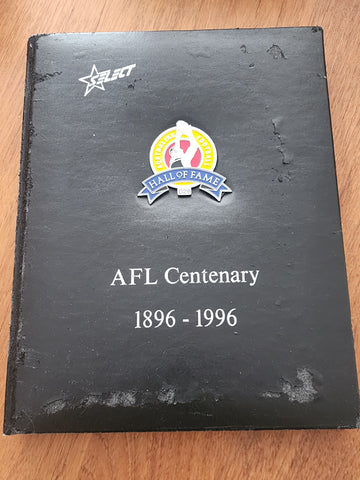 SELECT
HALL OF FAME
AFL Centenary
1896 - 1996